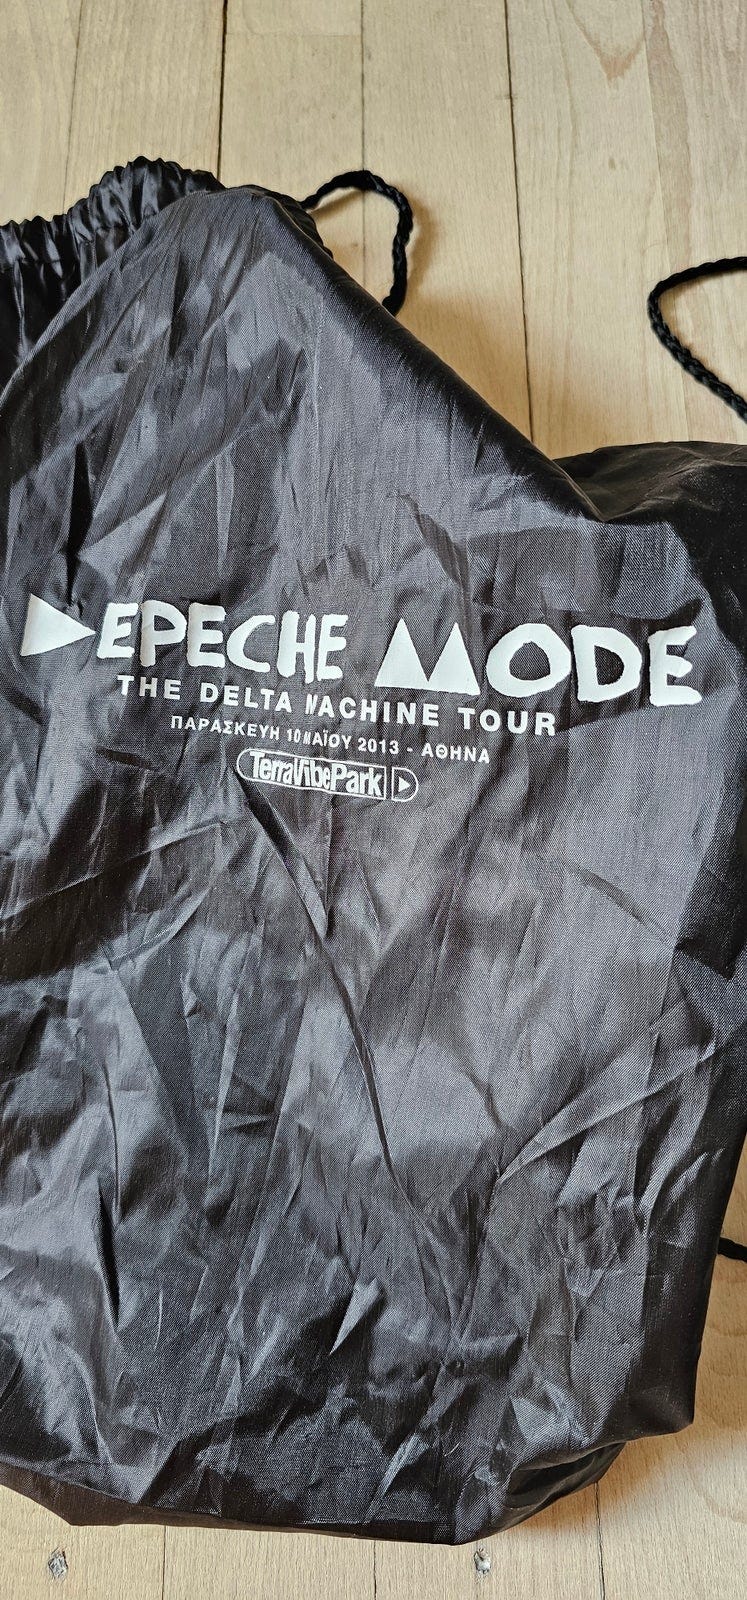 DEPECHE MODE
THE DELTA MACHINE TOUR
ΠΑΡΑΣΚΕΥΗ 10 ΜΑΪΟΥ 2013 - ΑΘΗΝΑ
TerraVibePark